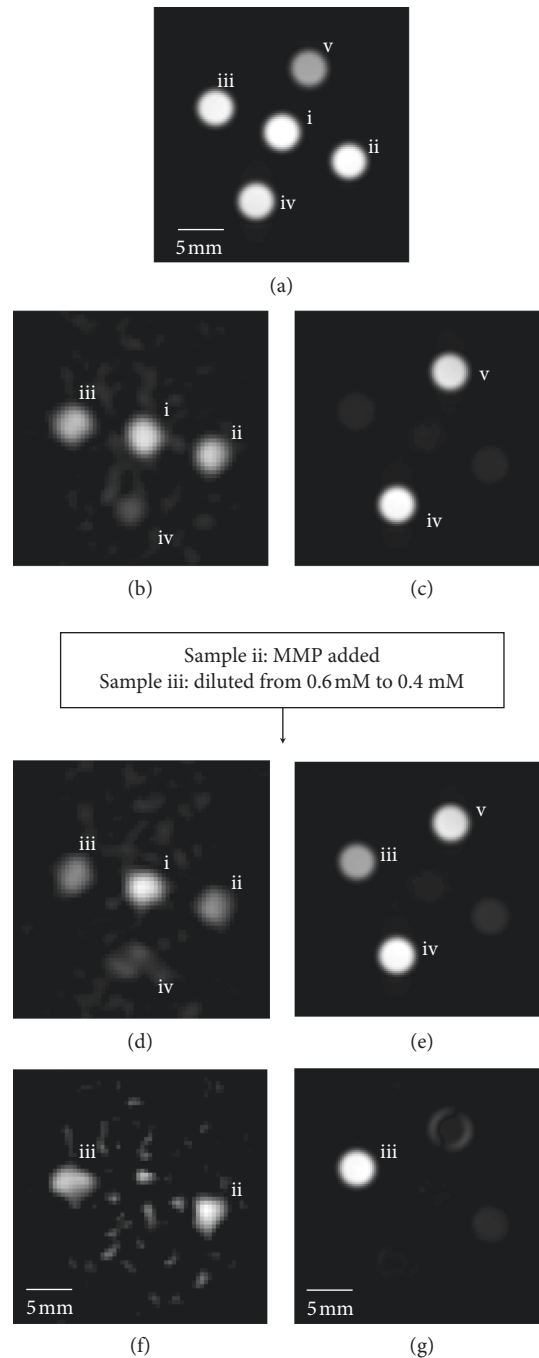 v
iii
i
ii
iv
5 mm
(a)
iii
i
ii
iv
(b)
v
iv
(c)
Sample ii: MMP added
Sample iii: diluted from 0.6 mM to 0.4 mM
iii
i
ii
iv
(d)
v
iii
iv
(e)
iii
ii
5 mm
(f)
iii
5 mm
(g)